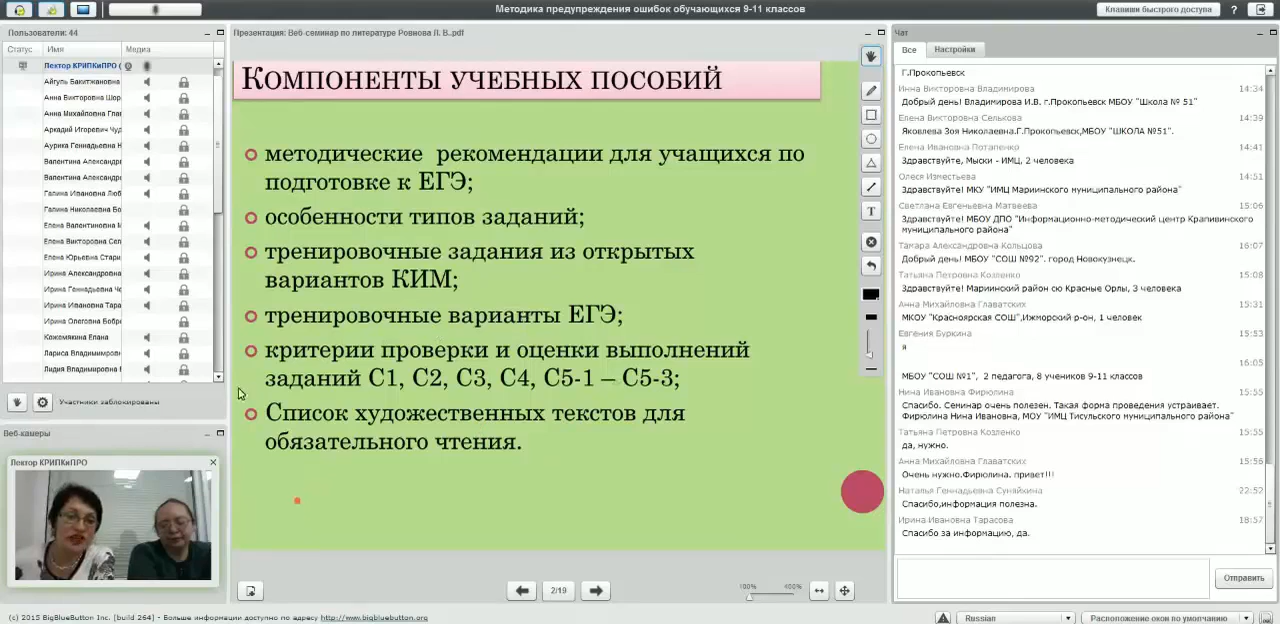 Методика предупреждения ошибок обучающихся 9-11 классов
Клавиши быстрого доступа
?
Пользователи: 44
Статус Имя Медиа
Лектор КРИПКиПРО (
Айгуль Бакитжановна
Анна Викторовна Шор
Анна Михайловна Глав
Аркадий Игоревич Чуд
Аурика Геннадьевна Н
Валентина Александр
Валентина Александр
Галина Ивановна Люб
Галина Николаевна Бо
Елена Валентиновна М
Елена Викторовна Сел
Елена Юрьевна Стари
Ирина Александровна
Ирина Геннадьевна Чо
Ирина Ивановна Тара
Ирина Олеговна Бобре
Кожемякина Елана
Лариса Владимировна
Лидия Владимировна
Участники заблокированы
Веб-камеры
Лектор КРИПКиПРО
Презентация: Веб-семинар по литературе Ровнова Л. В..pdf
Компоненты учебных пособий
методические рекомендации для учащихся по
подготовке к ЕГЭ;
особенности типов заданий;
тренировочные задания из открытых
вариантов КИМ;
тренировочные варианты ЕГЭ;
критерии проверки и оценки выполнений
заданий С1, С2, С3, С4, С5-1 – С5-3;
Список художественных текстов для
обязательного чтения.
T
2/19
100% 400%
Чат
Все Настройки
Г.Прокопьевск
Инна Викторовна Владимирова 14:34
Добрый день! Владимирова И.В. г.Прокопьевск МБОУ "Школа № 51"
Елена Викторовна Селькова 14:39
Яковлева Зоя Николаевна.Г.Прокопьевск,МБОУ "ШКОЛА №51".
Елена Ивановна Потапенко 14:41
Здравствуйте, Мыски - ИМЦ, 2 человека
Олеся Изместьева 14:51
Здравствуйте! МКУ "ИМЦ Мариинского муниципального района"
Светлана Евгеньевна Матвеева 15:06
Здравствуйте! МБОУ ДПО "Информационно-методический центр Крапивинского
муниципального района"
Тамара Александровна Кольцова 16:07
Добрый день! МБОУ "СОШ №92". город Новокузнецк.
Татьяна Петровна Козленко 15:08
Здравствуйте! Мариинский район сю Красные Орлы, 3 человека
Анна Михайловна Главатских 15:31
МКОУ "Красноярская СОШ",Ижморский р-он, 1 человек
Евгения Буркина 15:53
я
16:05
МБОУ "СОШ №1", 2 педагога, 8 учеников 9-11 классов
Нина Ивановна Фирюлина 15:55
Спасибо. Семинар очень полезен. Такая форма проведения устраивает.
Фирюлина Нина Ивановна, МОУ "ИМЦ Тисульского муниципального района"
Татьяна Петровна Козленко 15:55
да, нужно.
Анна Михайловна Главатских 15:56
Очень нужно.Фирюлина. привет!!!
Наталья Геннадьевна Суняйкина 22:52
Спасибо,информация полезна.
Ирина Ивановна Тарасова 18:57
Спасибо за информацию, да.
Отправить
(c) 2015 BigBlueButton Inc. [build 264] - Больше информации доступно по адресу http://www.bigbluebutton.org
Russian
Расположение окон по умолчанию